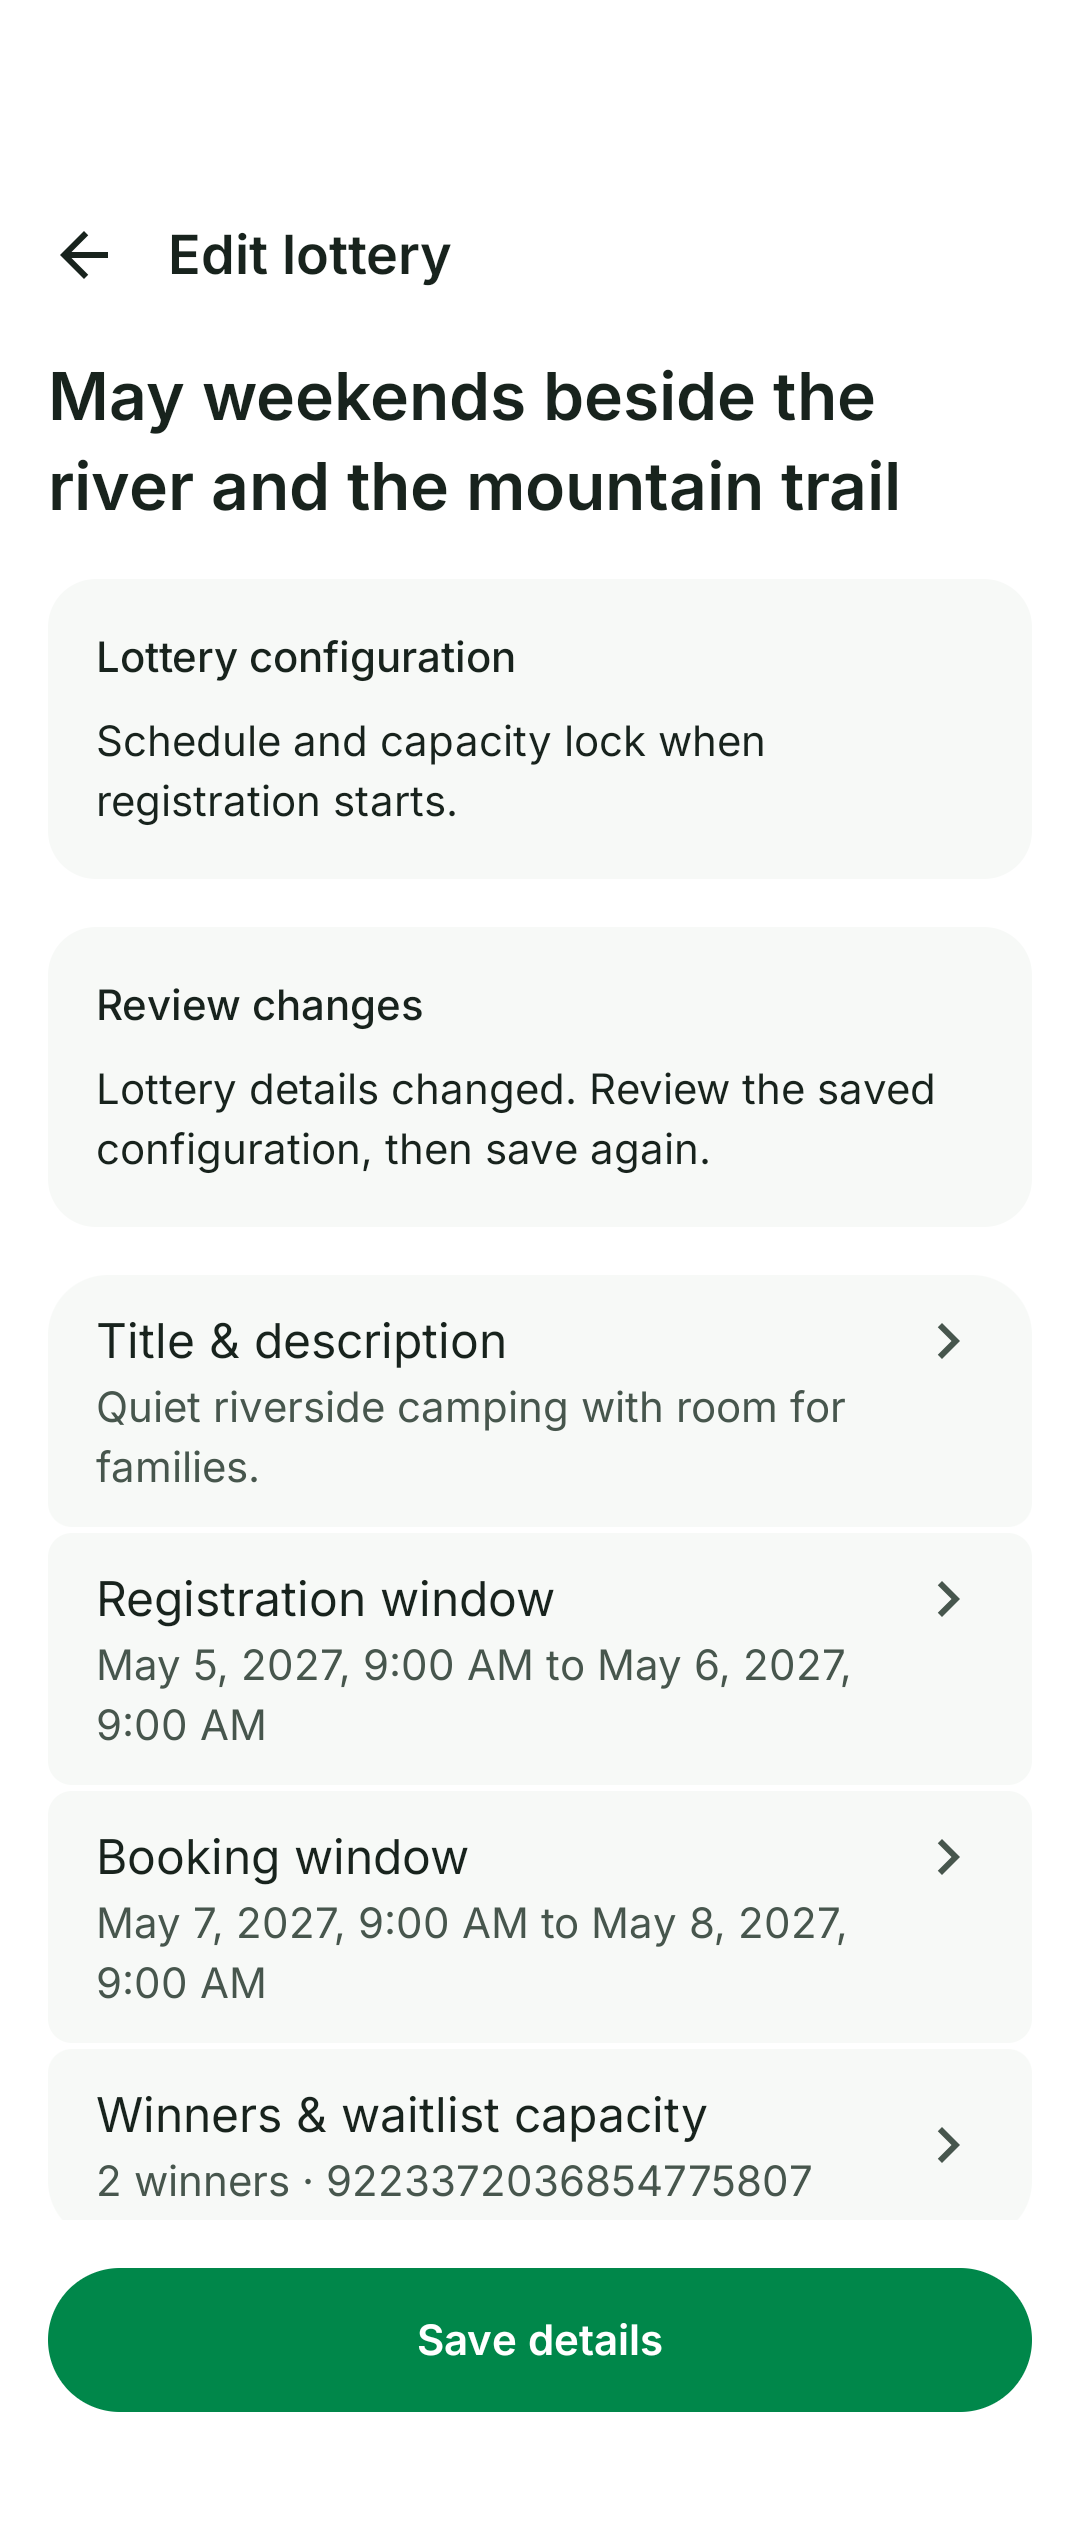 Edit lottery
May weekends beside the
river and the mountain trail
Lottery configuration
Schedule and capacity lock when
registration starts.
Review changes
Lottery details changed. Review the saved
configuration, then save again.
Title & description
Quiet riverside camping with room for
families.
Registration window
May 5, 2027, 9:00 AM to May 6, 2027,
9:00 AM
Booking window
May 7, 2027, 9:00 AM to May 8, 2027,
9:00 AM
Winners & waitlist capacity
2 winners · 9223372036854775807
Save details